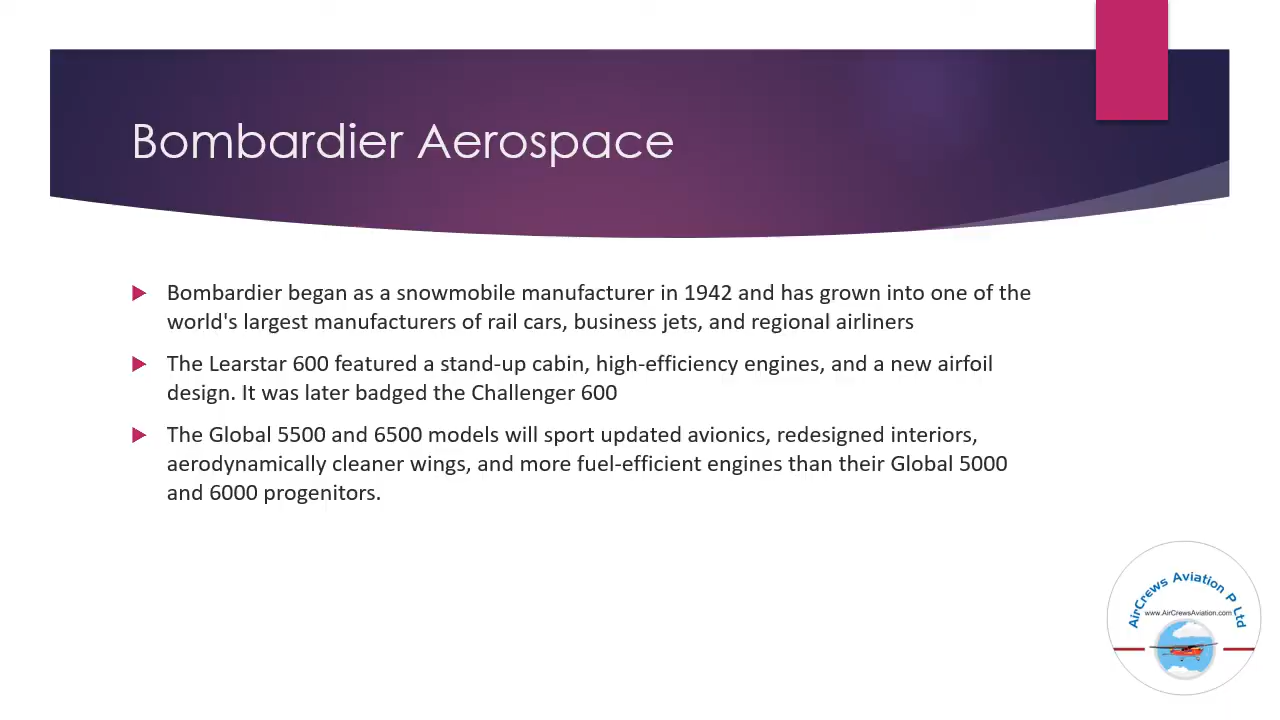 Bombardier Aerospace
Bombardier began as a snowmobile manufacturer in 1942 and has grown into one of the
world's largest manufacturers of rail cars, business jets, and regional airliners
The Learstar 600 featured a stand-up cabin, high-efficiency engines, and a new airfoil
design. It was later badged the Challenger 600
The Global 5500 and 6500 models will sport updated avionics, redesigned interiors,
aerodynamically cleaner wings, and more fuel-efficient engines than their Global 5000
and 6000 progenitors.
AirCrews Aviation P Ltd
www.AirCrewsAviation.com